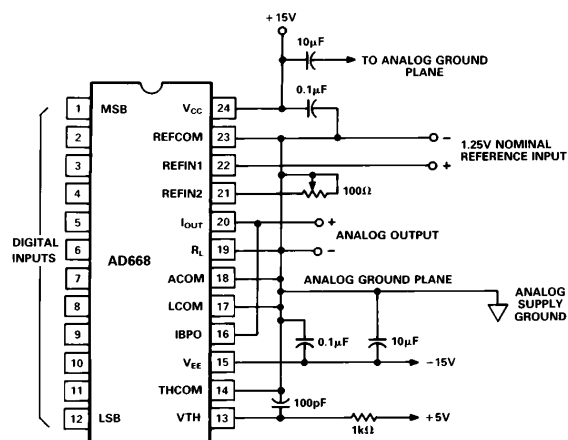 +15V
10µF
TO ANALOG GROUND
PLANE
0.1µF
1 MSB VCC 24
2 REFCOM 23
1.25V NOMINAL
REFERENCE INPUT
−
+
3 REFIN1 22
4 REFIN2 21
100Ω
5 IOUT 20
+
ANALOG OUTPUT
−
DIGITAL
INPUTS
6 RL 19
AD668
7 ACOM 18
ANALOG GROUND PLANE
ANALOG
SUPPLY
GROUND
8 LCOM 17
9 IBPO 16
0.1µF
10µF
10 VEE 15
−15V
11 THCOM 14
100pF
12 LSB VTH 13
1kΩ
+5V